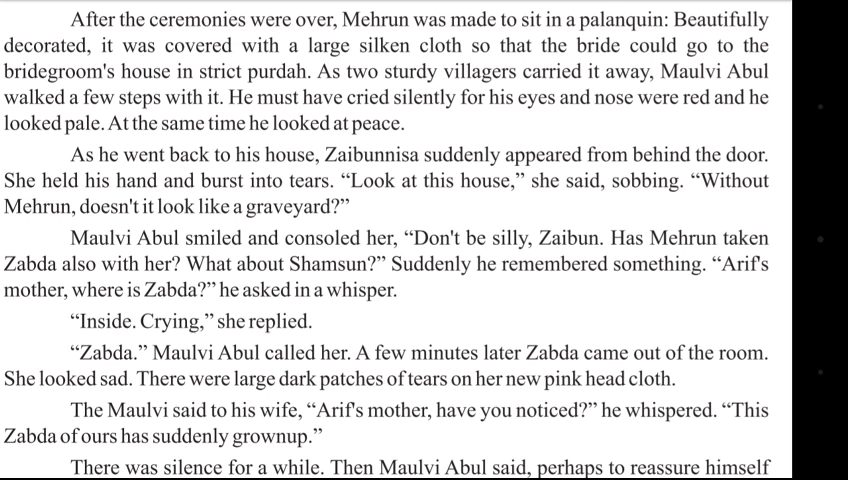 After the ceremonies were over, Mehrun was made to sit in a palanquin: Beautifully
decorated, it was covered with a large silken cloth so that the bride could go to the
bridegroom's house in strict purdah. As two sturdy villagers carried it away, Maulvi Abul
walked a few steps with it. He must have cried silently for his eyes and nose were red and he
looked pale. At the same time he looked at peace.
As he went back to his house, Zaibunnisa suddenly appeared from behind the door.
She held his hand and burst into tears. “Look at this house,” she said, sobbing. “Without
Mehrun, doesn't it look like a graveyard?”
Maulvi Abul smiled and consoled her, “Don't be silly, Zaibun. Has Mehrun taken
Zabda also with her? What about Shamsun?” Suddenly he remembered something. “Arif's
mother, where is Zabda?” he asked in a whisper.
“Inside. Crying,” she replied.
“Zabda.” Maulvi Abul called her. A few minutes later Zabda came out of the room.
She looked sad. There were large dark patches of tears on her new pink head cloth.
The Maulvi said to his wife, “Arif's mother, have you noticed?” he whispered. “This
Zabda of ours has suddenly grownup.”
There was silence for a while. Then Maulvi Abul said, perhaps to reassure himself